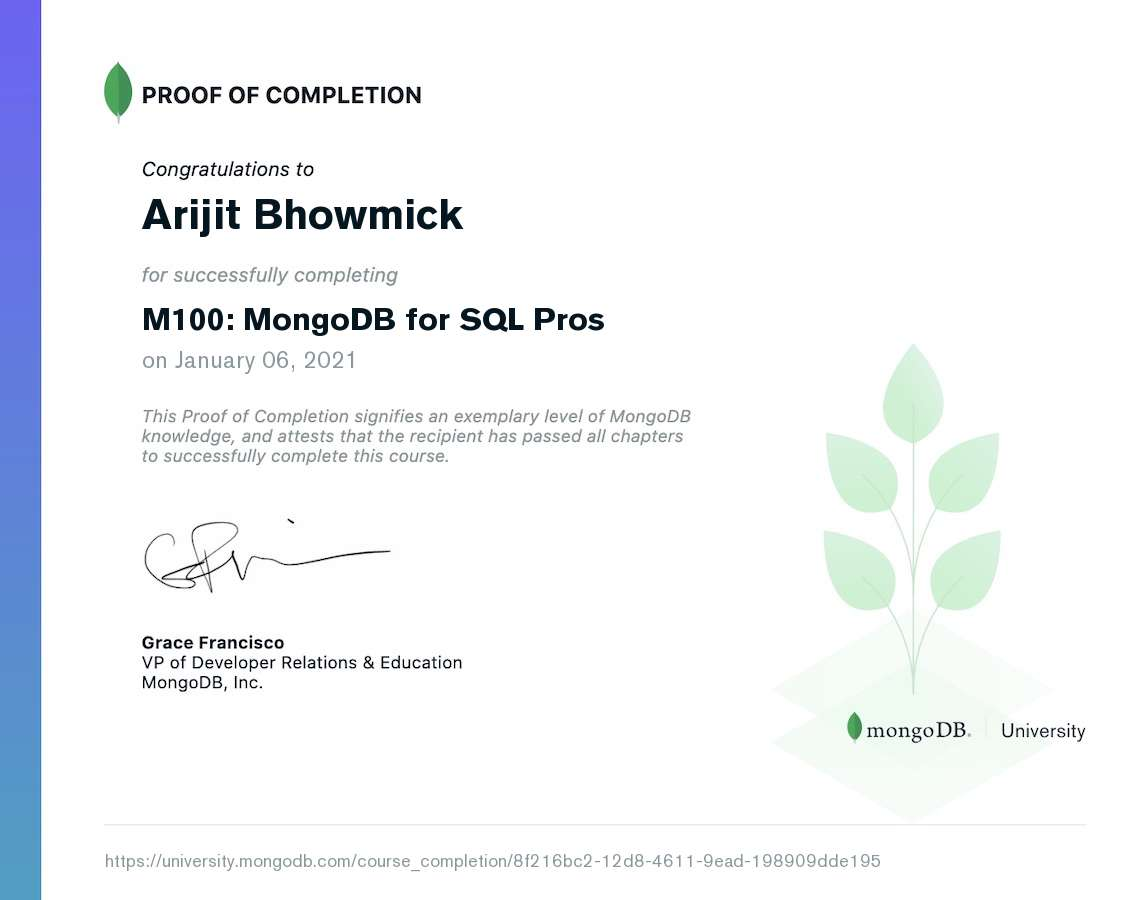 PROOF OF COMPLETION
Congratulations to
Arijit Bhowmick
for successfully completing
M100: MongoDB for SQL Pros
on January 06, 2021
This Proof of Completion signifies an exemplary level of MongoDB
knowledge, and attests that the recipient has passed all chapters
to successfully complete this course.
Grace Francisco
VP of Developer Relations & Education
MongoDB, Inc.
mongoDB. University
https://university.mongodb.com/course_completion/8f216bc2-12d8-4611-9ead-198909dde195